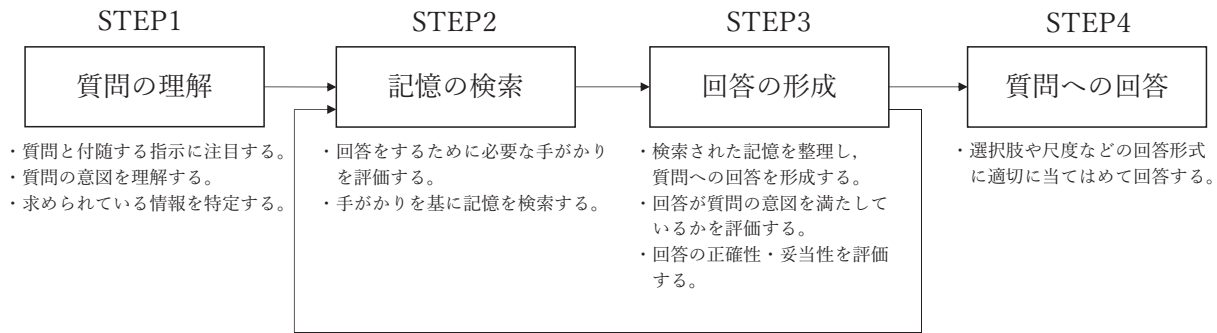 STEP1
質問の理解
・質問と付随する指示に注目する。
・質問の意図を理解する。
・求められている情報を特定する。
STEP2
記憶の検索
・回答をするために必要な手がかり
を評価する。
・手がかりを基に記憶を検索する。
STEP3
回答の形成
・検索された記憶を整理し,
質問への回答を形成する。
・回答が質問の意図を満たして
いるかを評価する。
・回答の正確性・妥当性を評価
する。
STEP4
質問への回答
・選択肢や尺度などの回答形式
に適切に当てはめて回答する。